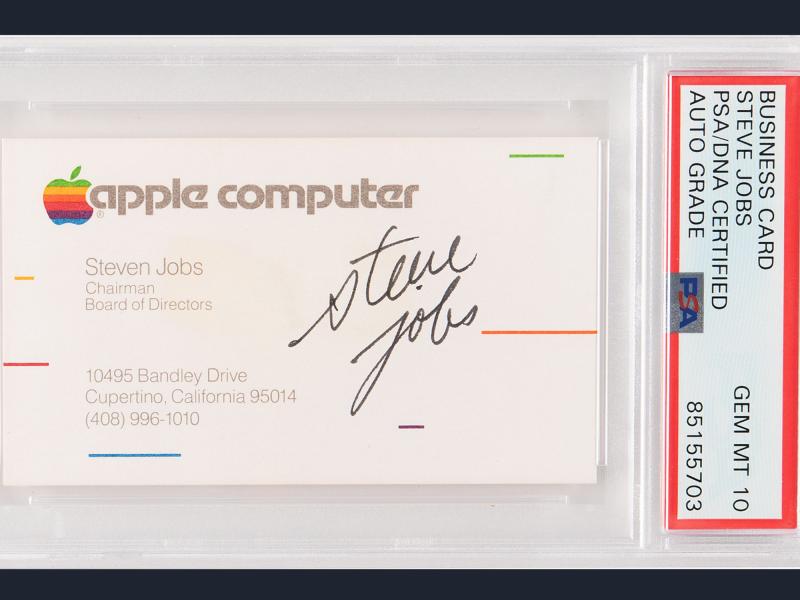 apple computer
®
Steven Jobs
Chairman
Board of Directors
steve
jobs
10495 Bandley Drive
Cupertino, California 95014
(408) 996-1010
BUSINESS CARD
STEVE JOBS
PSA/DNA CERTIFIED
AUTO GRADE
GEM MT 10
85155703
PSA